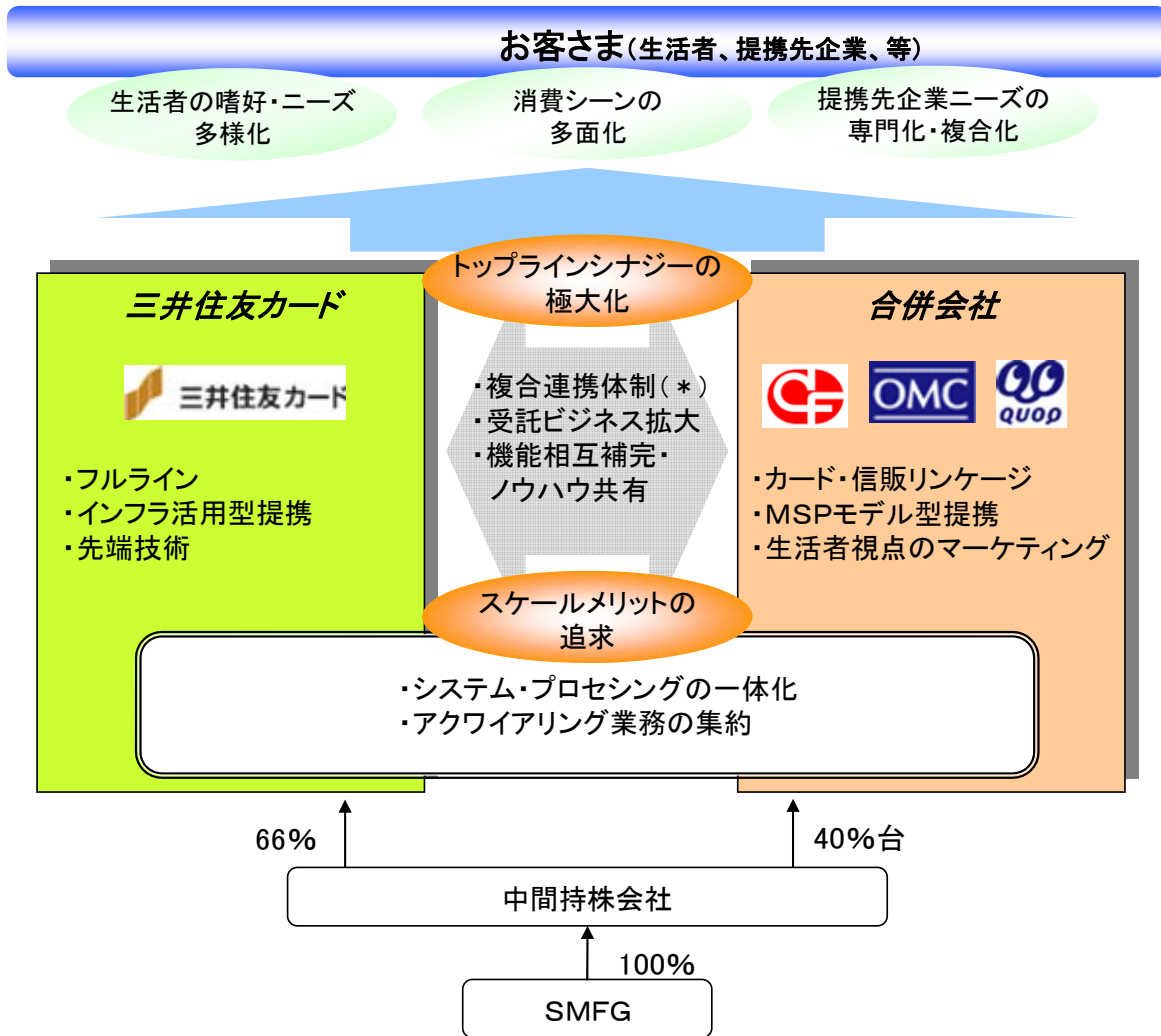 お客さま(生活者、提携先企業、等)
生活者の嗜好・ニーズ
多様化
消費シーンの
多面化
提携先企業ニーズの
専門化・複合化
トップラインシナジーの
極大化
三井住友カード
三井住友カード
・フルライン
・インフラ活用型提携
・先端技術
・複合連携体制(*)
・受託ビジネス拡大
・機能相互補完・
ノウハウ共有
合併会社
CF
OMC
QUOQ
・カード・信販リンケージ
・MSPモデル型提携
・生活者視点のマーケティング
スケールメリットの
追求
・システム・プロセシングの一体化
・アクワイアリング業務の集約
66%
40%台
中間持株会社
100%
SMFG